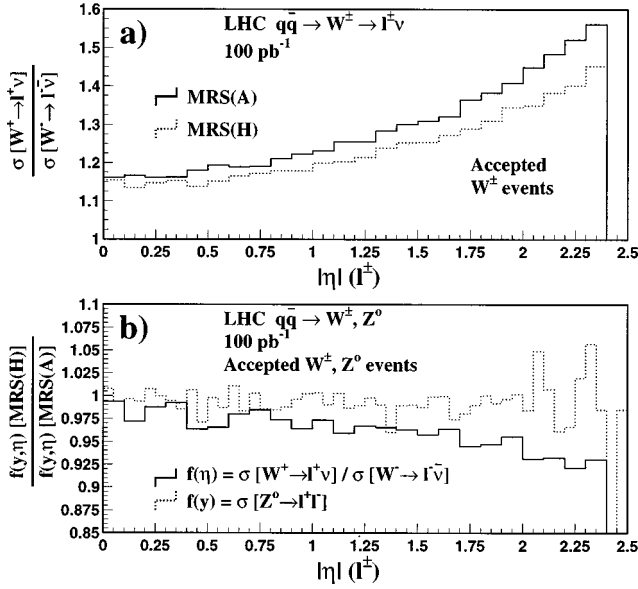 a)
LHC qq̄ → W± → l±ν
100 pb⁻¹
MRS(A)
MRS(H)
Accepted
W± events
σ [W⁺→l⁺ν]
σ [W⁻→l⁻ν̄]
1.6
1.5
1.4
1.3
1.2
1.1
1
0 0.25 0.5 0.75 1 1.25 1.5 1.75 2 2.25 2.5
|η| (l±)
b)
LHC qq̄ → W±, Z⁰
100 pb⁻¹
Accepted W±, Z⁰ events
f(y,η) [MRS(H)]
f(y,η) [MRS(A)]
1.1
1.075
1.05
1.025
1
0.975
0.95
0.925
0.9
0.875
0.85
f(η) = σ [W⁺→l⁺ν] / σ [W⁻→l⁻ν̄]
f(y) = σ [Z⁰→l⁺l⁻]
0 0.25 0.5 0.75 1 1.25 1.5 1.75 2 2.25 2.5
|η| (l±)